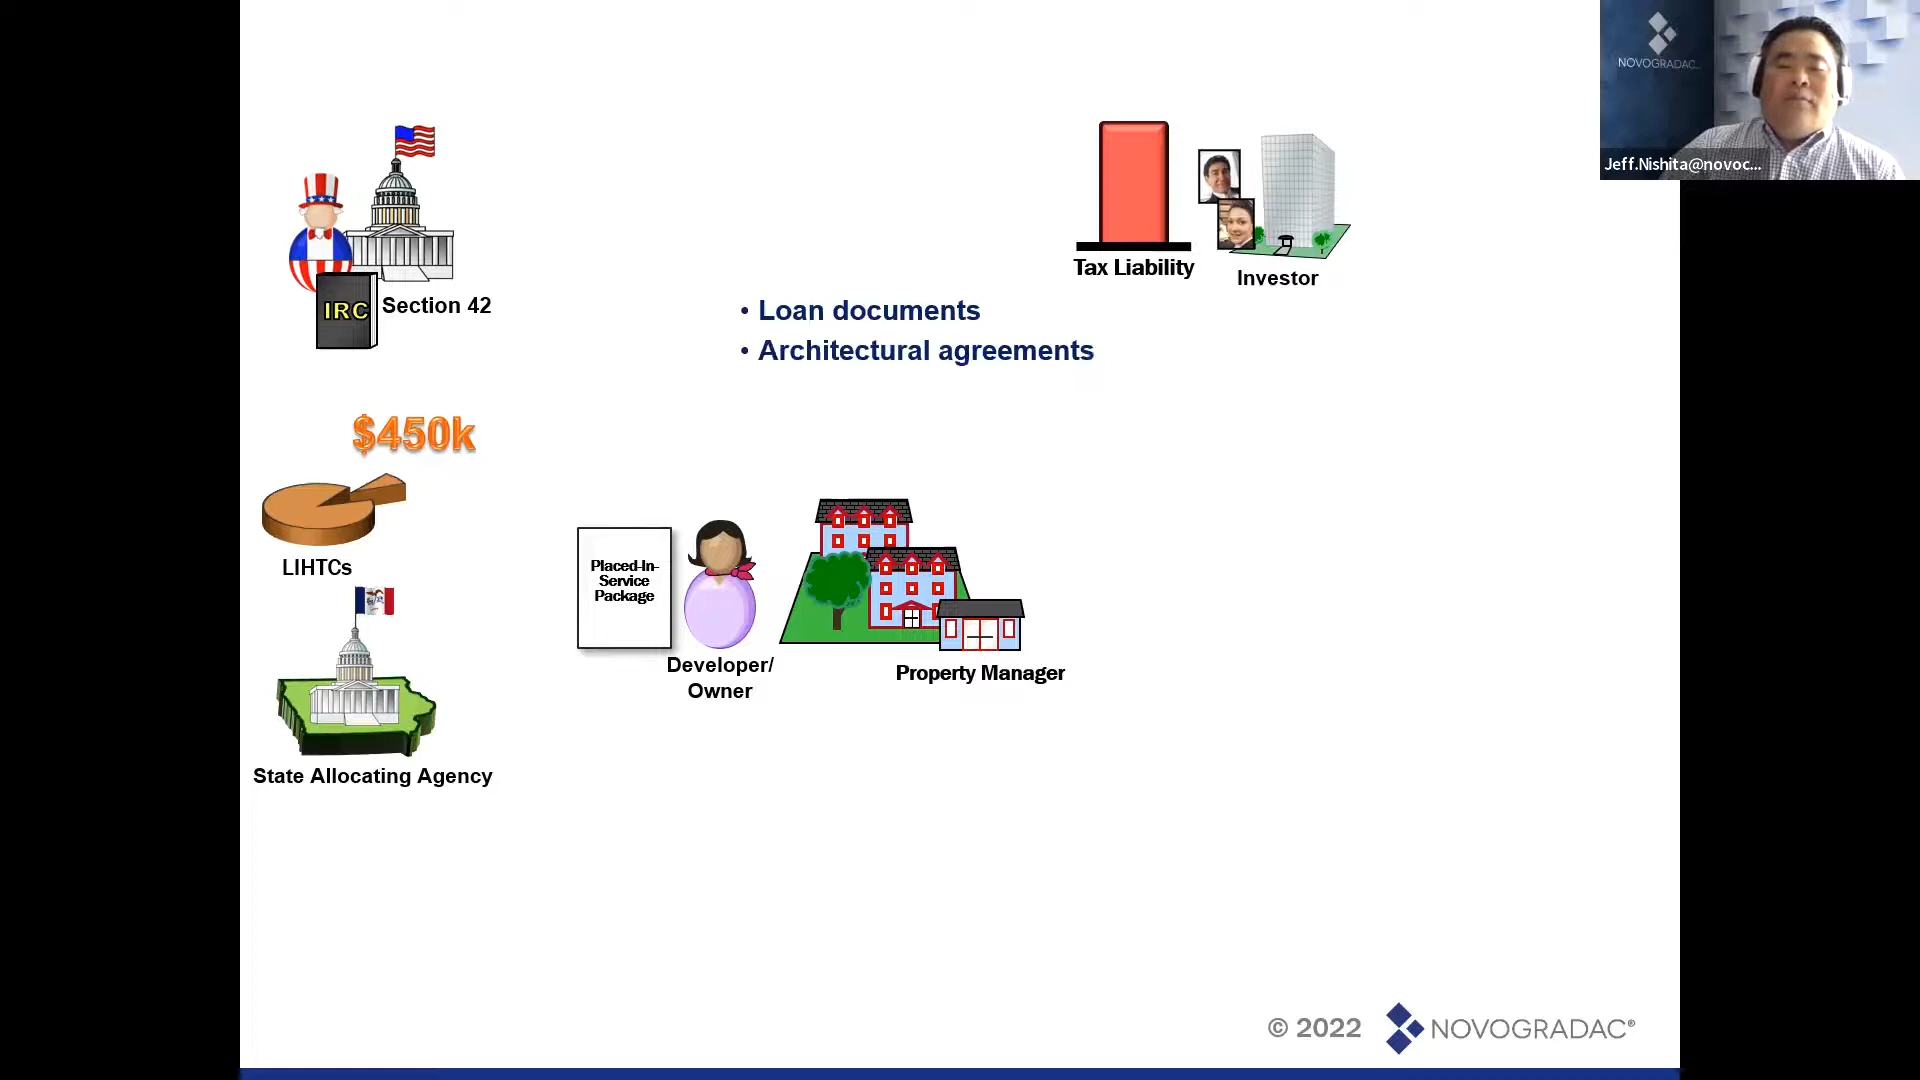 NOVOGRADAC
Jeff.Nishita@novoc...
IRC
Section 42
Tax Liability
Investor
• Loan documents
• Architectural agreements
$450k
LIHTCs
Placed-In-
Service
Package
Developer/
Owner
Property Manager
State Allocating Agency
© 2022
NOVOGRADAC®